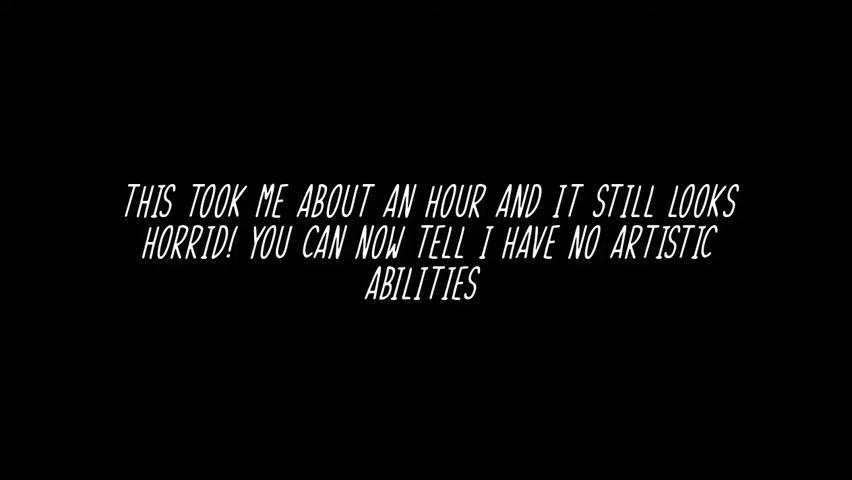 THIS TOOK ME ABOUT AN HOUR AND IT STILL LOOKS
HORRID! YOU CAN NOW TELL I HAVE NO ARTISTIC
ABILITIES